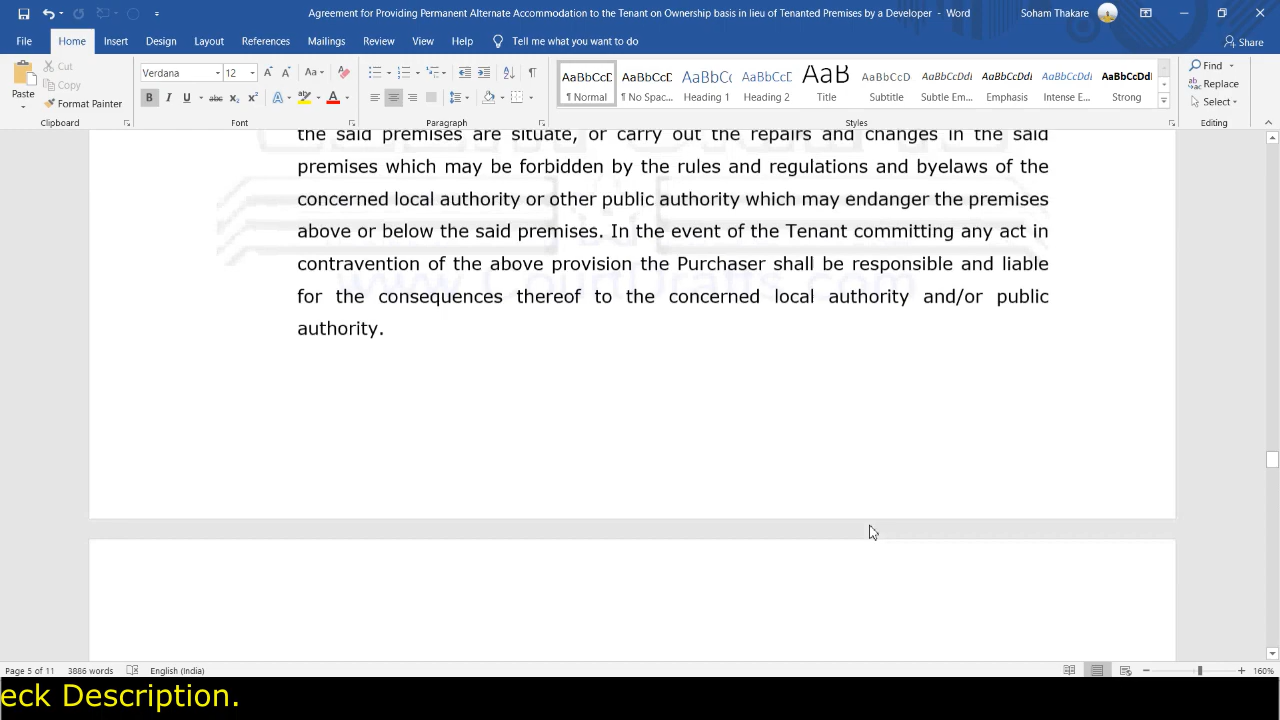 Agreement for Providing Permanent Alternate Accommodation to the Tenant on Ownership basis in lieu of Tenanted Premises by a Developer - Word
Soham Thakare
File Home Insert Design Layout References Mailings Review View Help Tell me what you want to do Share
Paste
Cut
Copy
Format Painter
Clipboard
Verdana 12
Font
Paragraph
AaBbCcD AaBbCcD AaBbC AaBbCcD AaB AaBbCcD AaBbCcDd AaBbCcDd AaBbCcDd AaBbCcDd
¶ Normal ¶ No Spac... Heading 1 Heading 2 Title Subtitle Subtle Em... Emphasis Intense E... Strong
Styles
Find
Replace
Select
Editing
the said premises are situate, or carry out the repairs and changes in the said
premises which may be forbidden by the rules and regulations and byelaws of the
concerned local authority or other public authority which may endanger the premises
above or below the said premises. In the event of the Tenant committing any act in
contravention of the above provision the Purchaser shall be responsible and liable
for the consequences thereof to the concerned local authority and/or public
authority.
www.CourtDrafts.com
Page 5 of 11 3886 words English (India) 160%
eck Description.